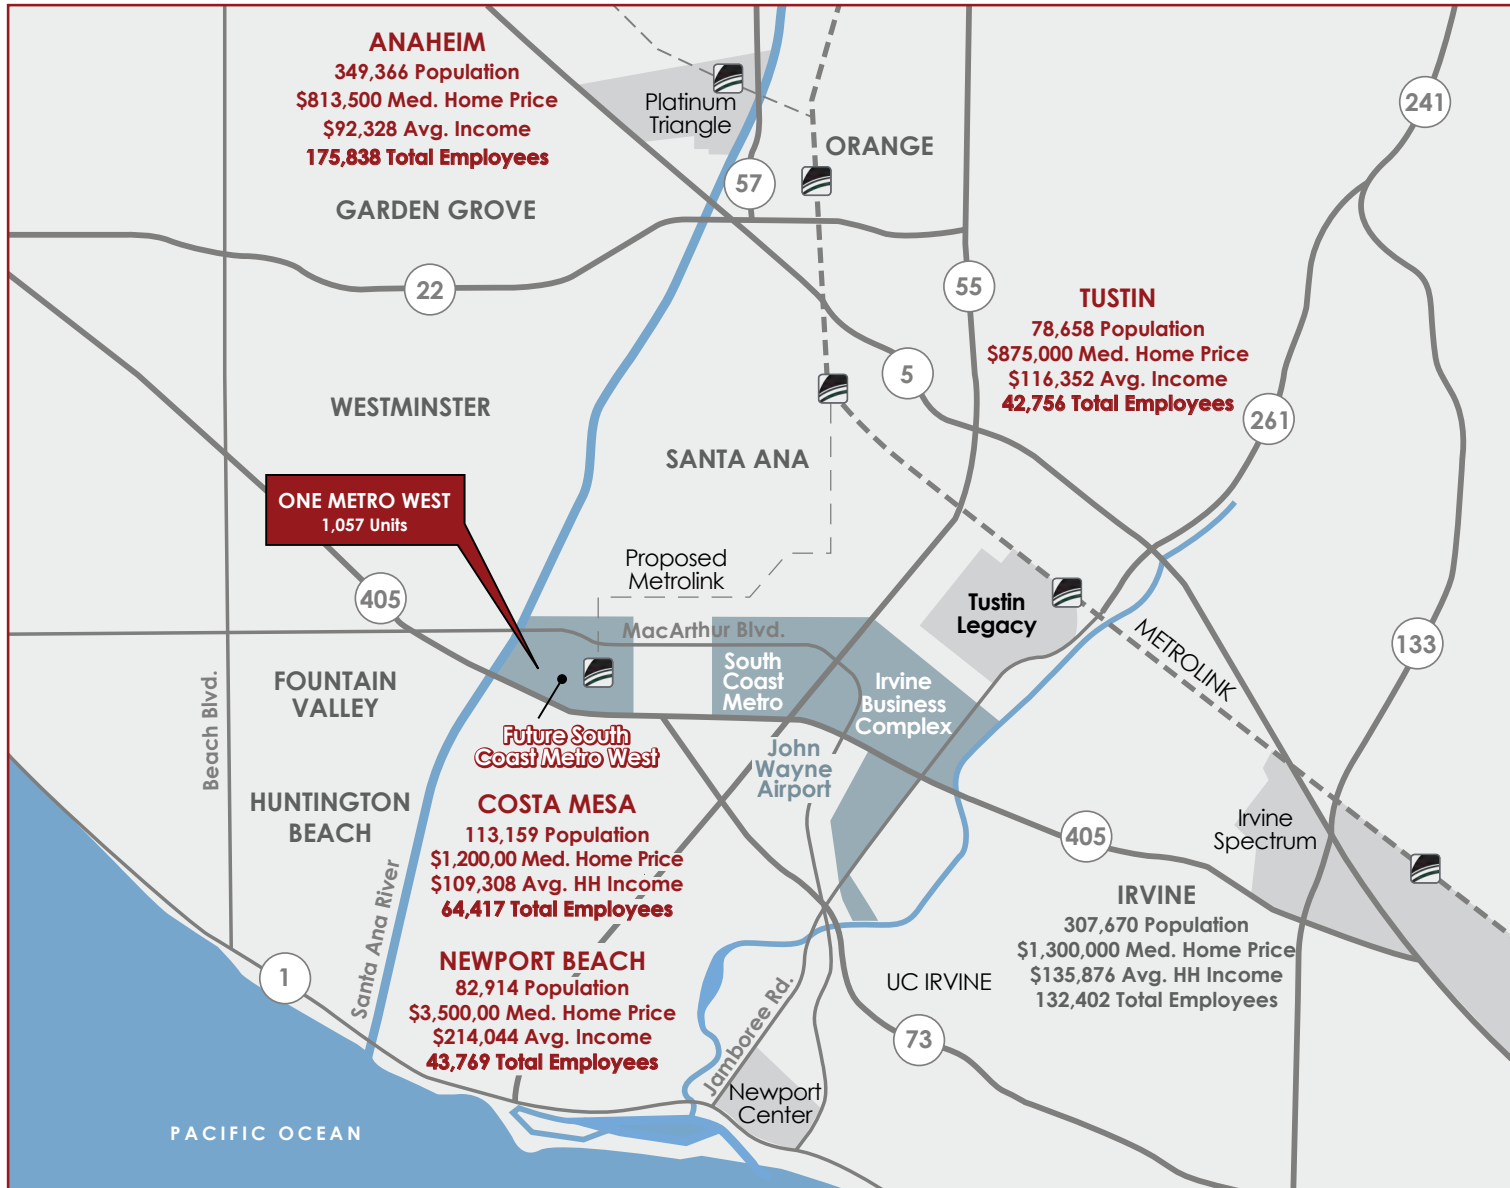 ANAHEIM
349,366 Population
$813,500 Med. Home Price
$92,328 Avg. Income
175,838 Total Employees
Platinum
Triangle
ORANGE
241
57
GARDEN GROVE
22
55
TUSTIN
78,658 Population
$875,000 Med. Home Price
$116,352 Avg. Income
42,756 Total Employees
5
261
WESTMINSTER
SANTA ANA
ONE METRO WEST
1,057 Units
Proposed
Metrolink
405
Tustin
Legacy
METROLINK
133
MacArthur Blvd.
South
Coast
Metro
Irvine
Business
Complex
FOUNTAIN
VALLEY
Beach Blvd.
Future South
Coast Metro West
John
Wayne
Airport
HUNTINGTON
BEACH
COSTA MESA
113,159 Population
$1,200,00 Med. Home Price
$109,308 Avg. HH Income
64,417 Total Employees
405
Irvine
Spectrum
Santa Ana River
IRVINE
307,670 Population
$1,300,000 Med. Home Price
$135,876 Avg. HH Income
132,402 Total Employees
1
NEWPORT BEACH
82,914 Population
$3,500,00 Med. Home Price
$214,044 Avg. Income
43,769 Total Employees
UC IRVINE
Jamboree Rd.
73
Newport
Center
PACIFIC OCEAN